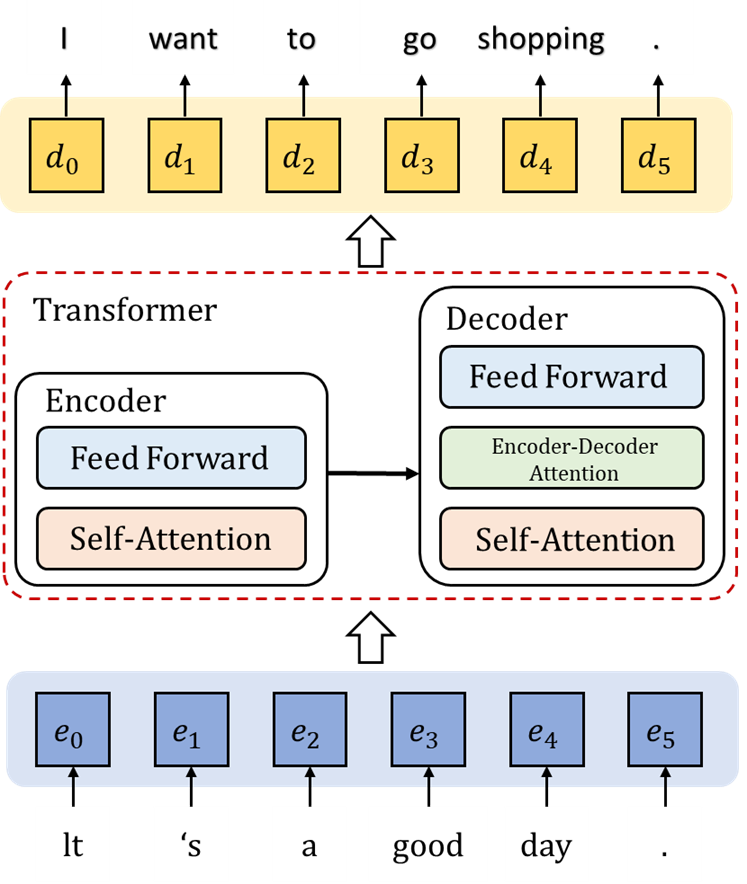 I want to go shopping .
d₀ d₁ d₂ d₃ d₄ d₅
Transformer
Decoder
Feed Forward
Encoder-Decoder
Attention
Self-Attention
Encoder
Feed Forward
Self-Attention
e₀ e₁ e₂ e₃ e₄ e₅
lt ‘s a good day .